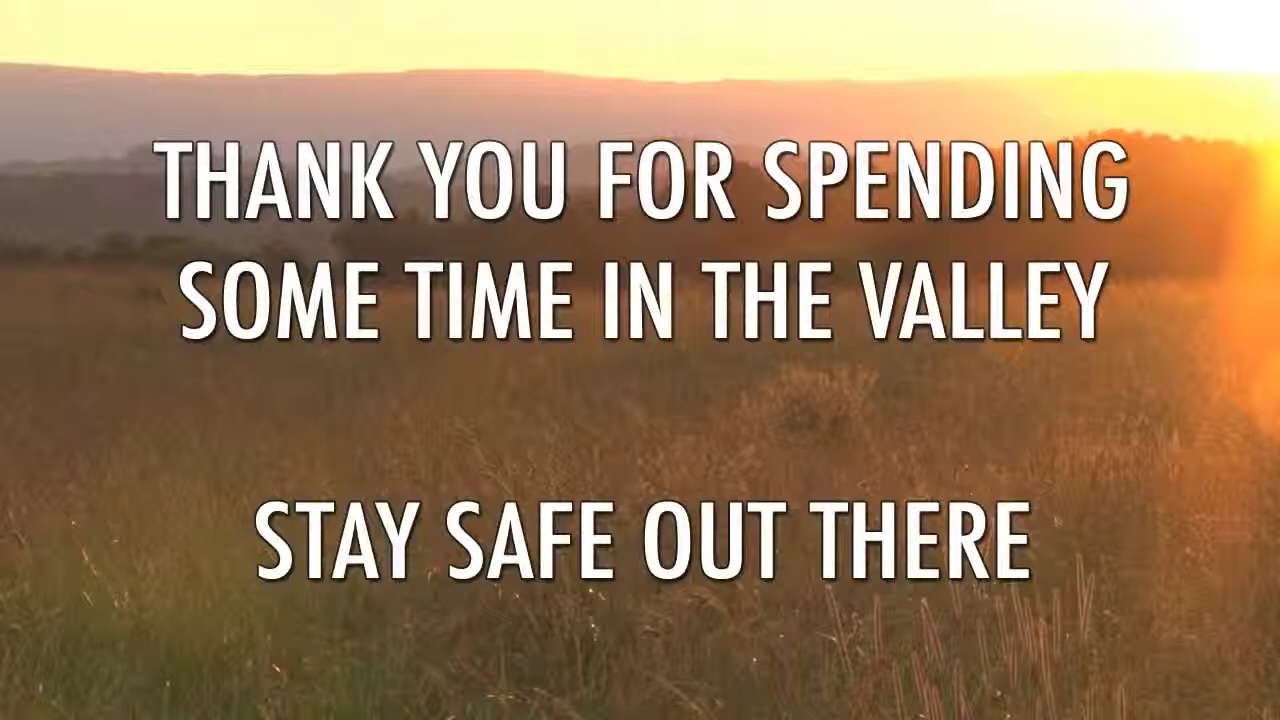 THANK YOU FOR SPENDING
SOME TIME IN THE VALLEY
STAY SAFE OUT THERE